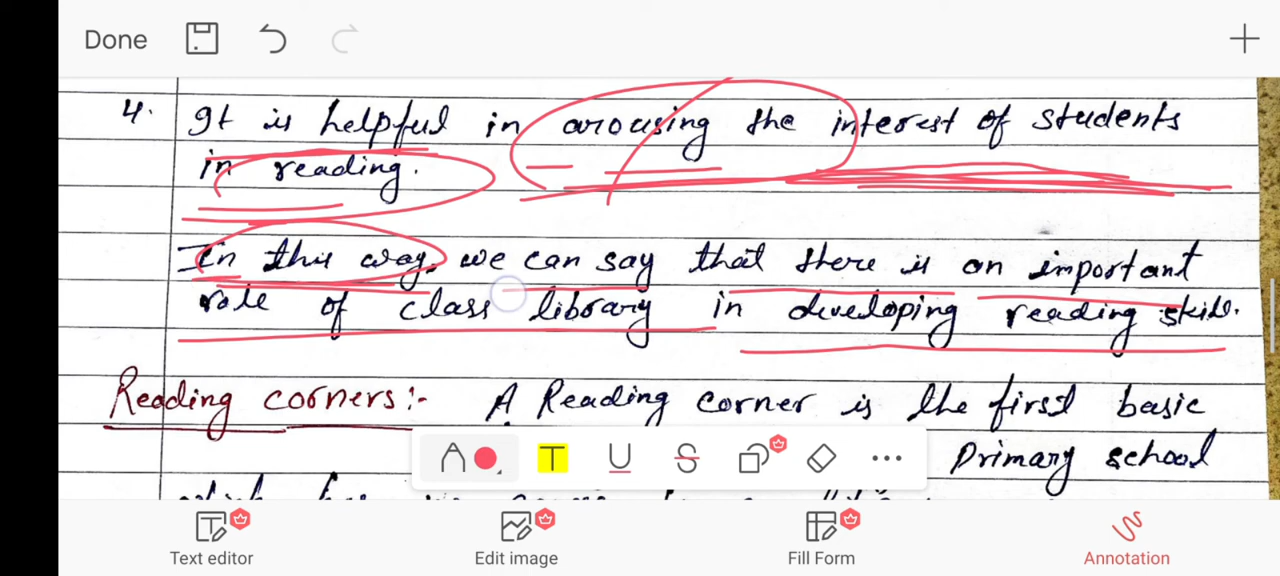 Done
4. It is helpful in arousing the interest of students
in reading.
In this way, we can say that there is an important
role of class library in developing reading skill.
Reading corners:- A Reading corner is the first basic
Primary school
T U S
Text editor
Edit image
Fill Form
Annotation